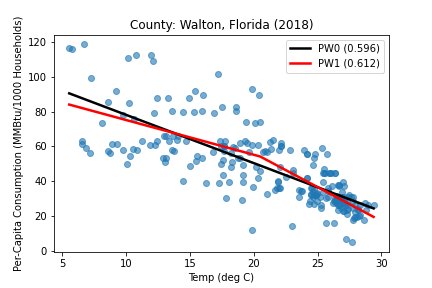 County: Walton, Florida (2018)
Per-Capita Consumption (MMBtu/1000 Households)
120
100
80
60
40
20
0
PW0 (0.596)
PW1 (0.612)
5
10
15
20
25
30
Temp (deg C)